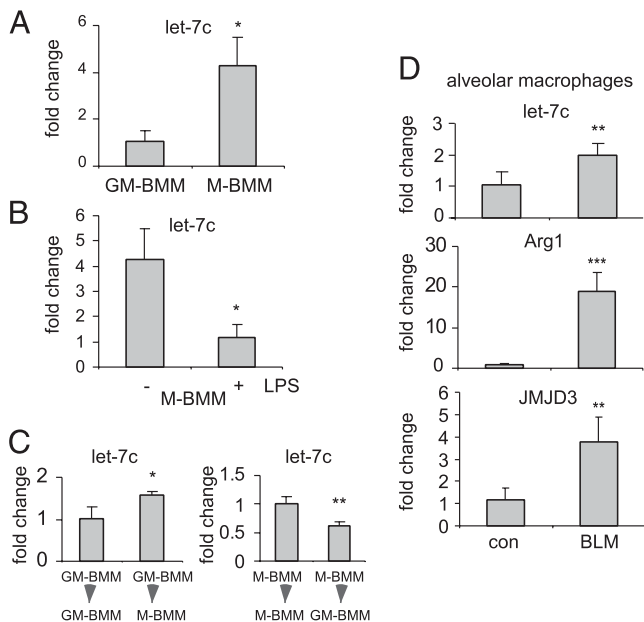 A
let-7c
*
fold change
6
4
2
0
GM-BMM M-BMM
B
let-7c
*
fold change
6
5
4
3
2
1
0
- + LPS
M-BMM
C
let-7c
*
fold change
2
1
0
GM-BMM GM-BMM
GM-BMM M-BMM
let-7c
**
fold change
1.5
1
0.5
0
M-BMM M-BMM
M-BMM GM-BMM
D
alveolar macrophages
let-7c
**
fold change
3
2
1
0
Arg1
***
fold change
30
20
10
0
JMJD3
**
fold change
6
5
4
3
2
1
0
con BLM